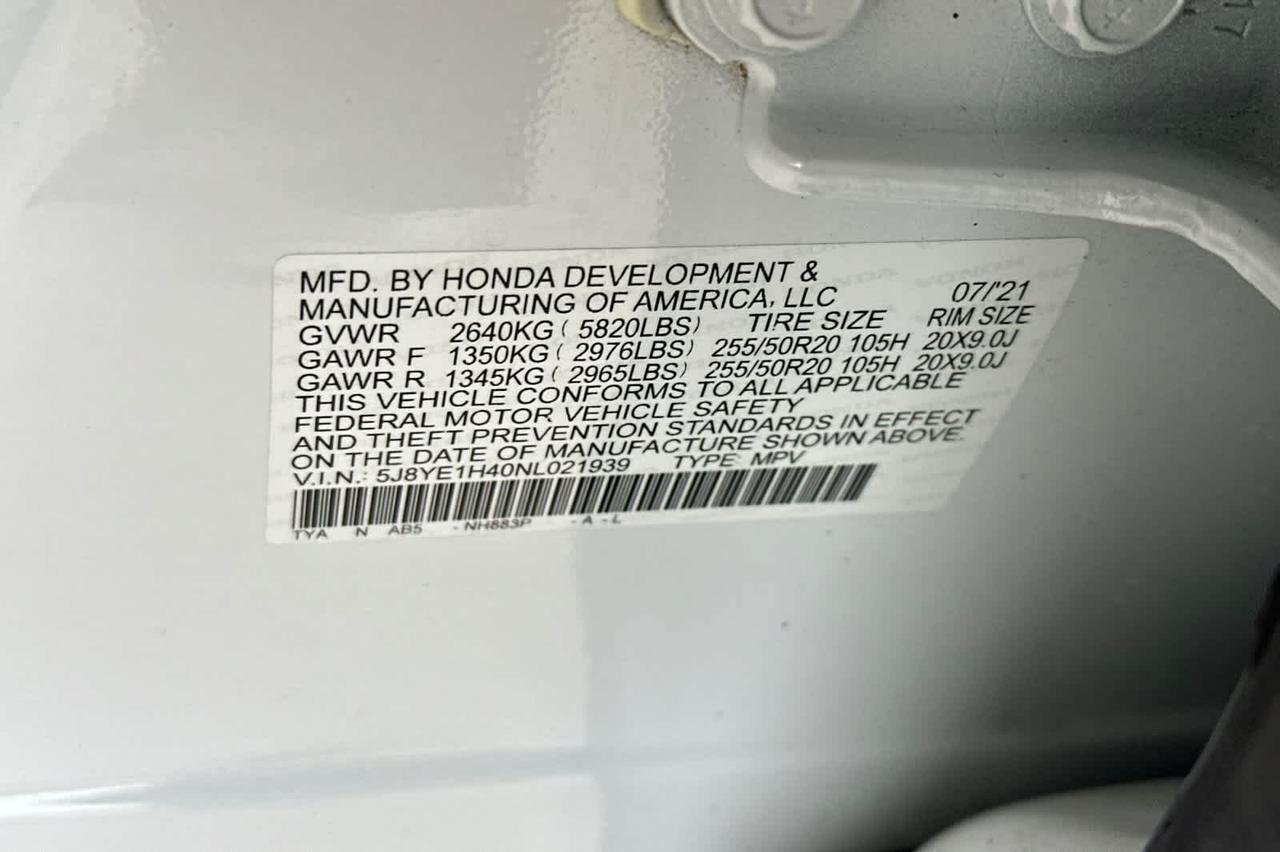 MFD. BY HONDA DEVELOPMENT &
MANUFACTURING OF AMERICA, LLC 07/'21
GVWR 2640KG ( 5820LBS) TIRE SIZE RIM SIZE
GAWR F 1350KG ( 2976LBS) 255/50R20 105H 20X9.0J
GAWR R 1345KG ( 2965LBS) 255/50R20 105H 20X9.0J
THIS VEHICLE CONFORMS TO ALL APPLICABLE
FEDERAL MOTOR VEHICLE SAFETY
AND THEFT PREVENTION STANDARDS IN EFFECT
ON THE DATE OF MANUFACTURE SHOWN ABOVE.
V.I.N.: 5J8YE1H40NL021939 TYPE: MPV
TYA N AB5 - NH883P - A - L